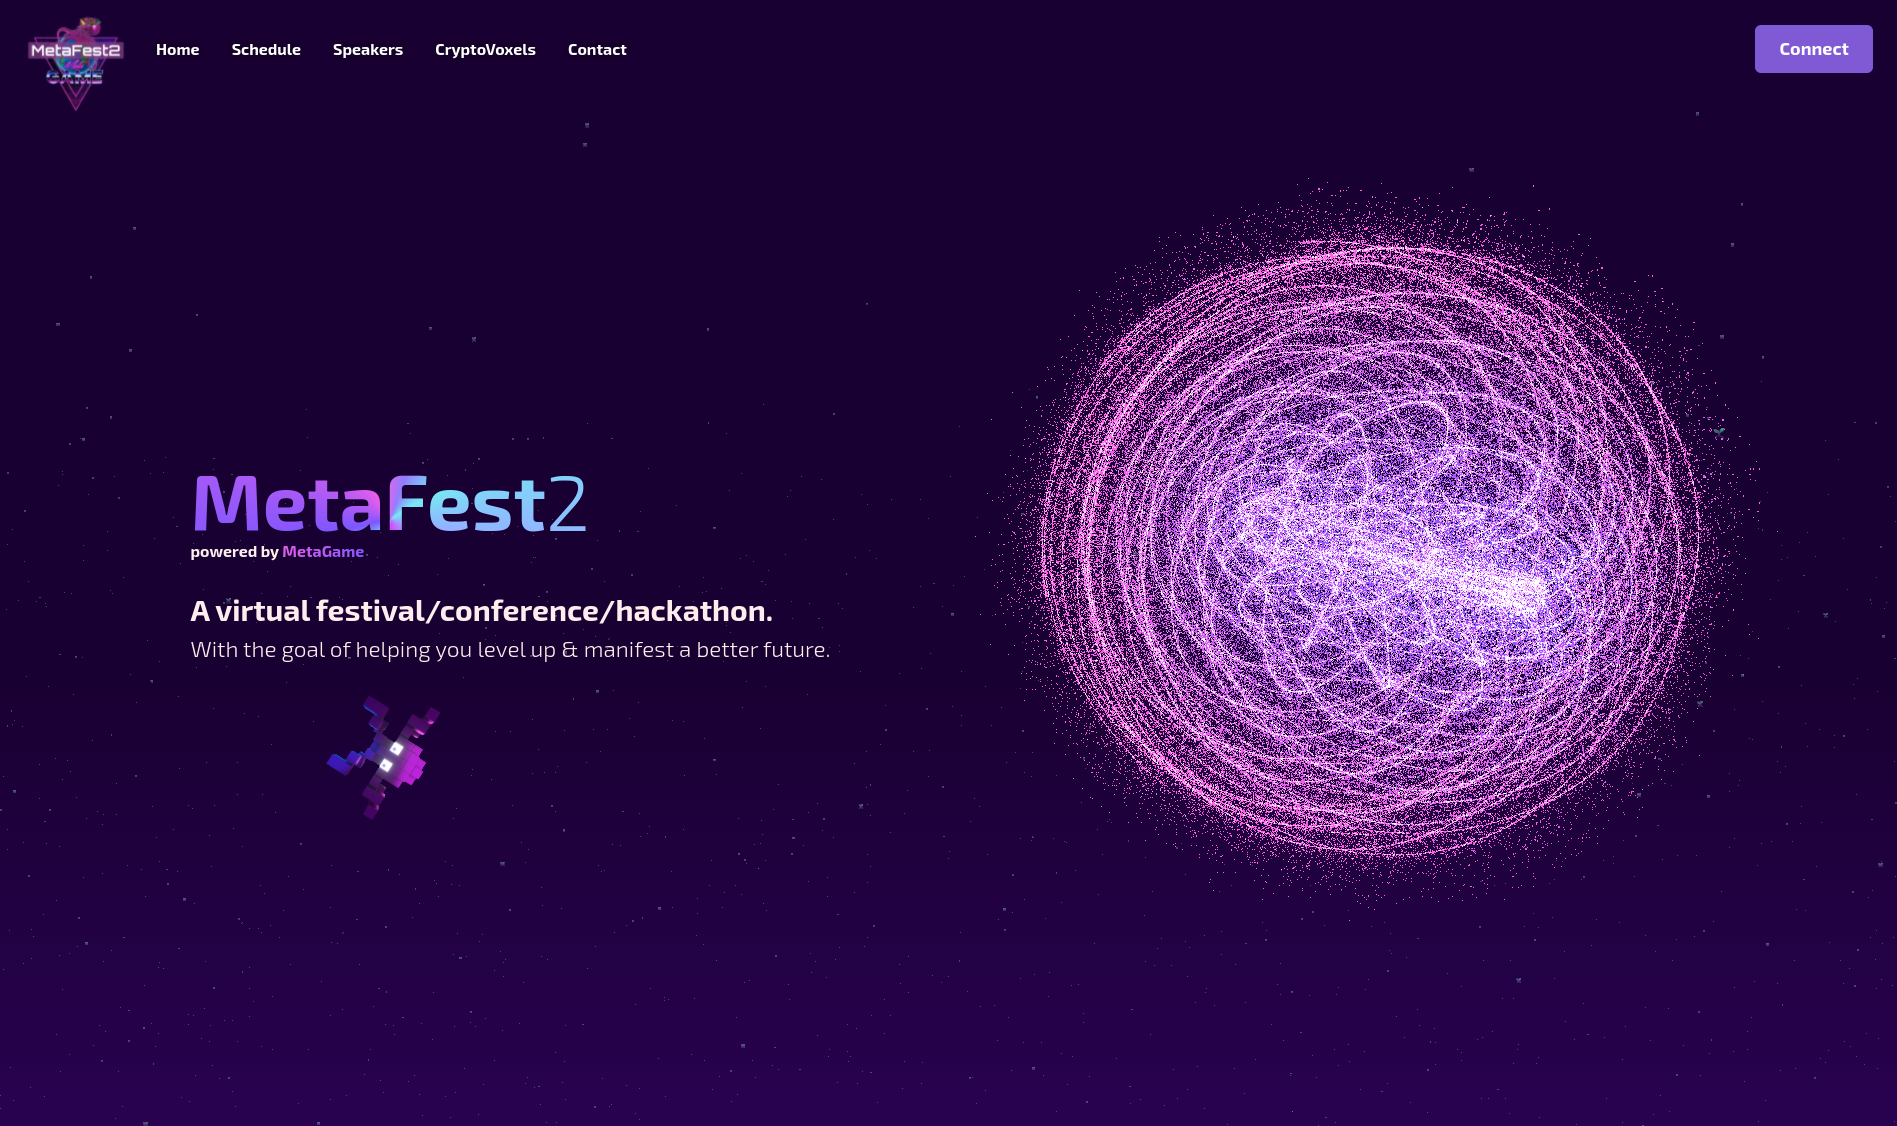 MetaFest2
GAME
Home
Schedule
Speakers
CryptoVoxels
Contact
Connect
MetaFest2
powered by MetaGame
A virtual festival/conference/hackathon.
With the goal of helping you level up & manifest a better future.